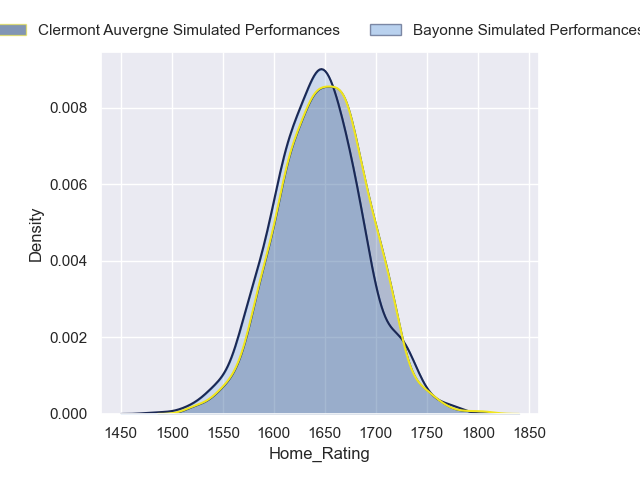 Clermont Auvergne Simulated Performances
Bayonne Simulated Performances
0.008
0.006
0.004
0.002
0.000
Density
1450 1500 1550 1600 1650 1700 1750 1800 1850
Home_Rating